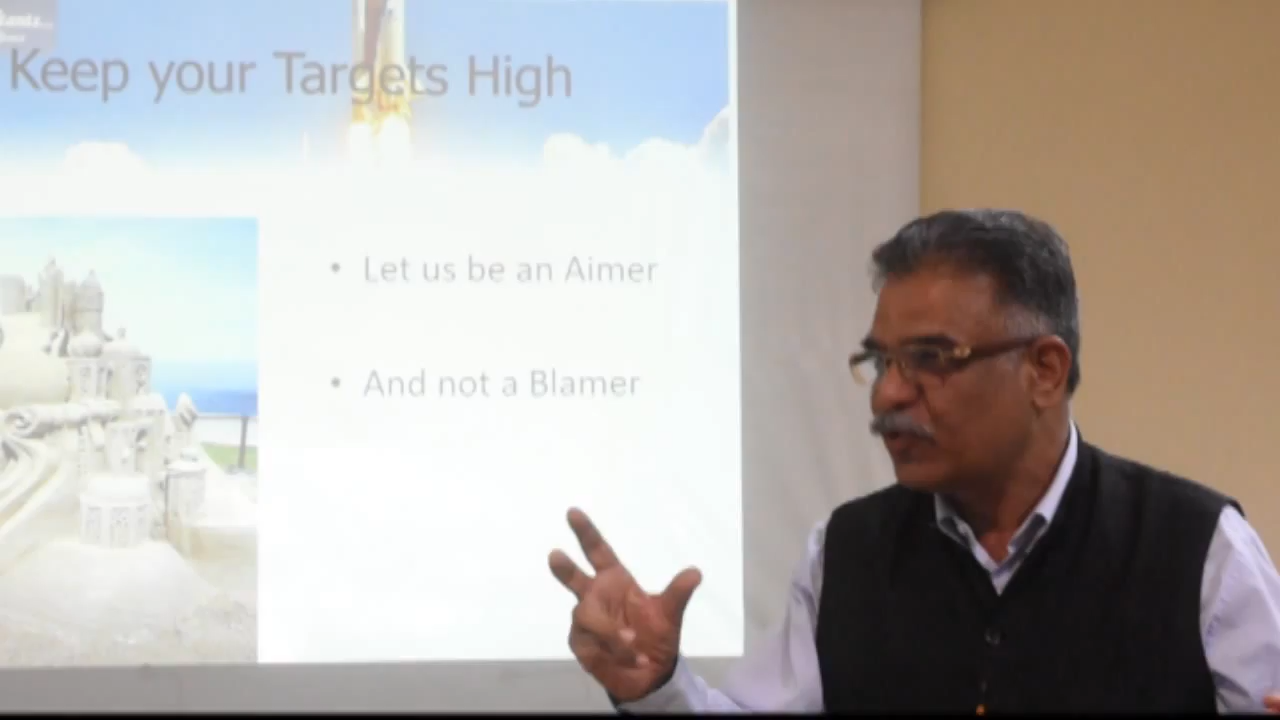 Keep your Targets High
• Let us be an Aimer
• And not a Blamer